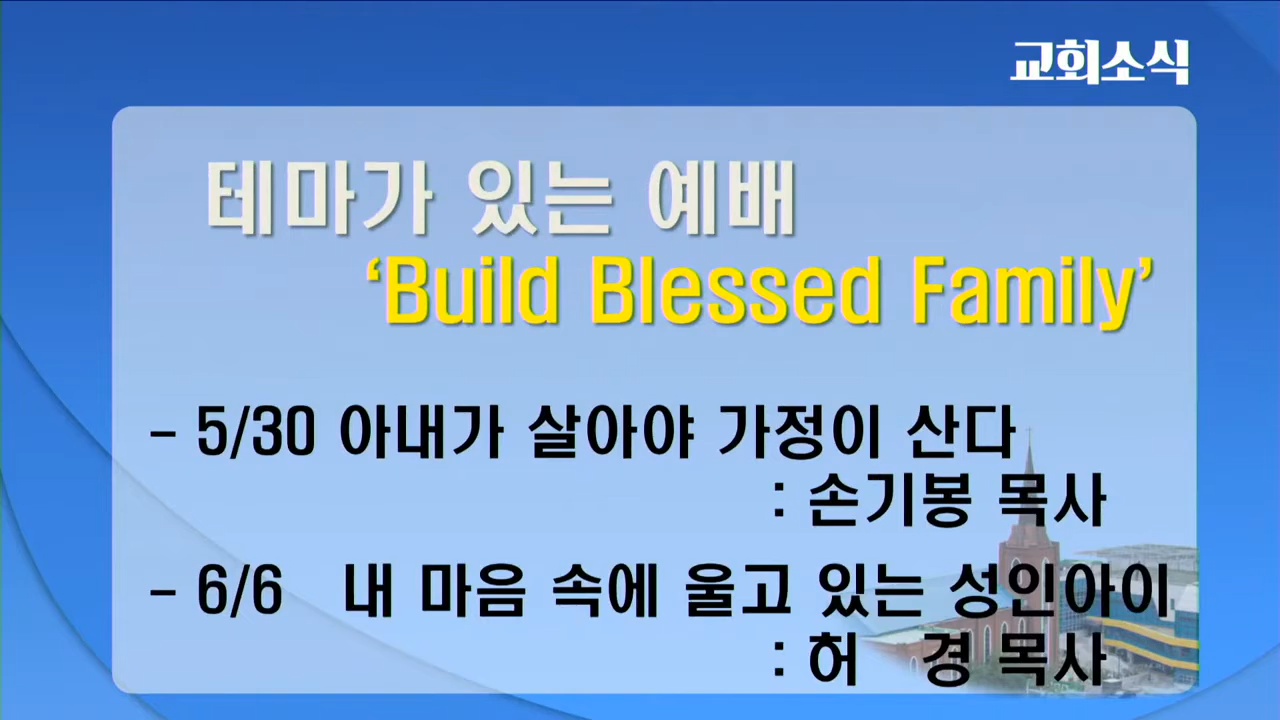 교회소식
테마가 있는 예배
‘Build Blessed Family’
- 5/30 아내가 살아야 가정이 산다
: 손기봉 목사
- 6/6 내 마음 속에 울고 있는 성인아이
: 허 경 목사